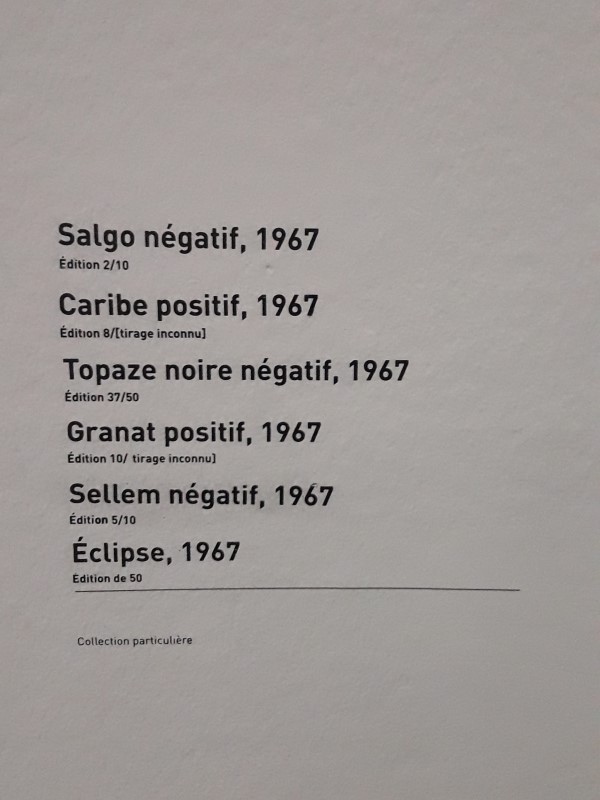 Salgo négatif, 1967
Édition 2/10
Caribe positif, 1967
Édition 8/[tirage inconnu]
Topaze noire négatif, 1967
Édition 37/50
Granat positif, 1967
Édition 10/ tirage inconnu]
Sellem négatif, 1967
Édition 5/10
Éclipse, 1967
Édition de 50
Collection particulière